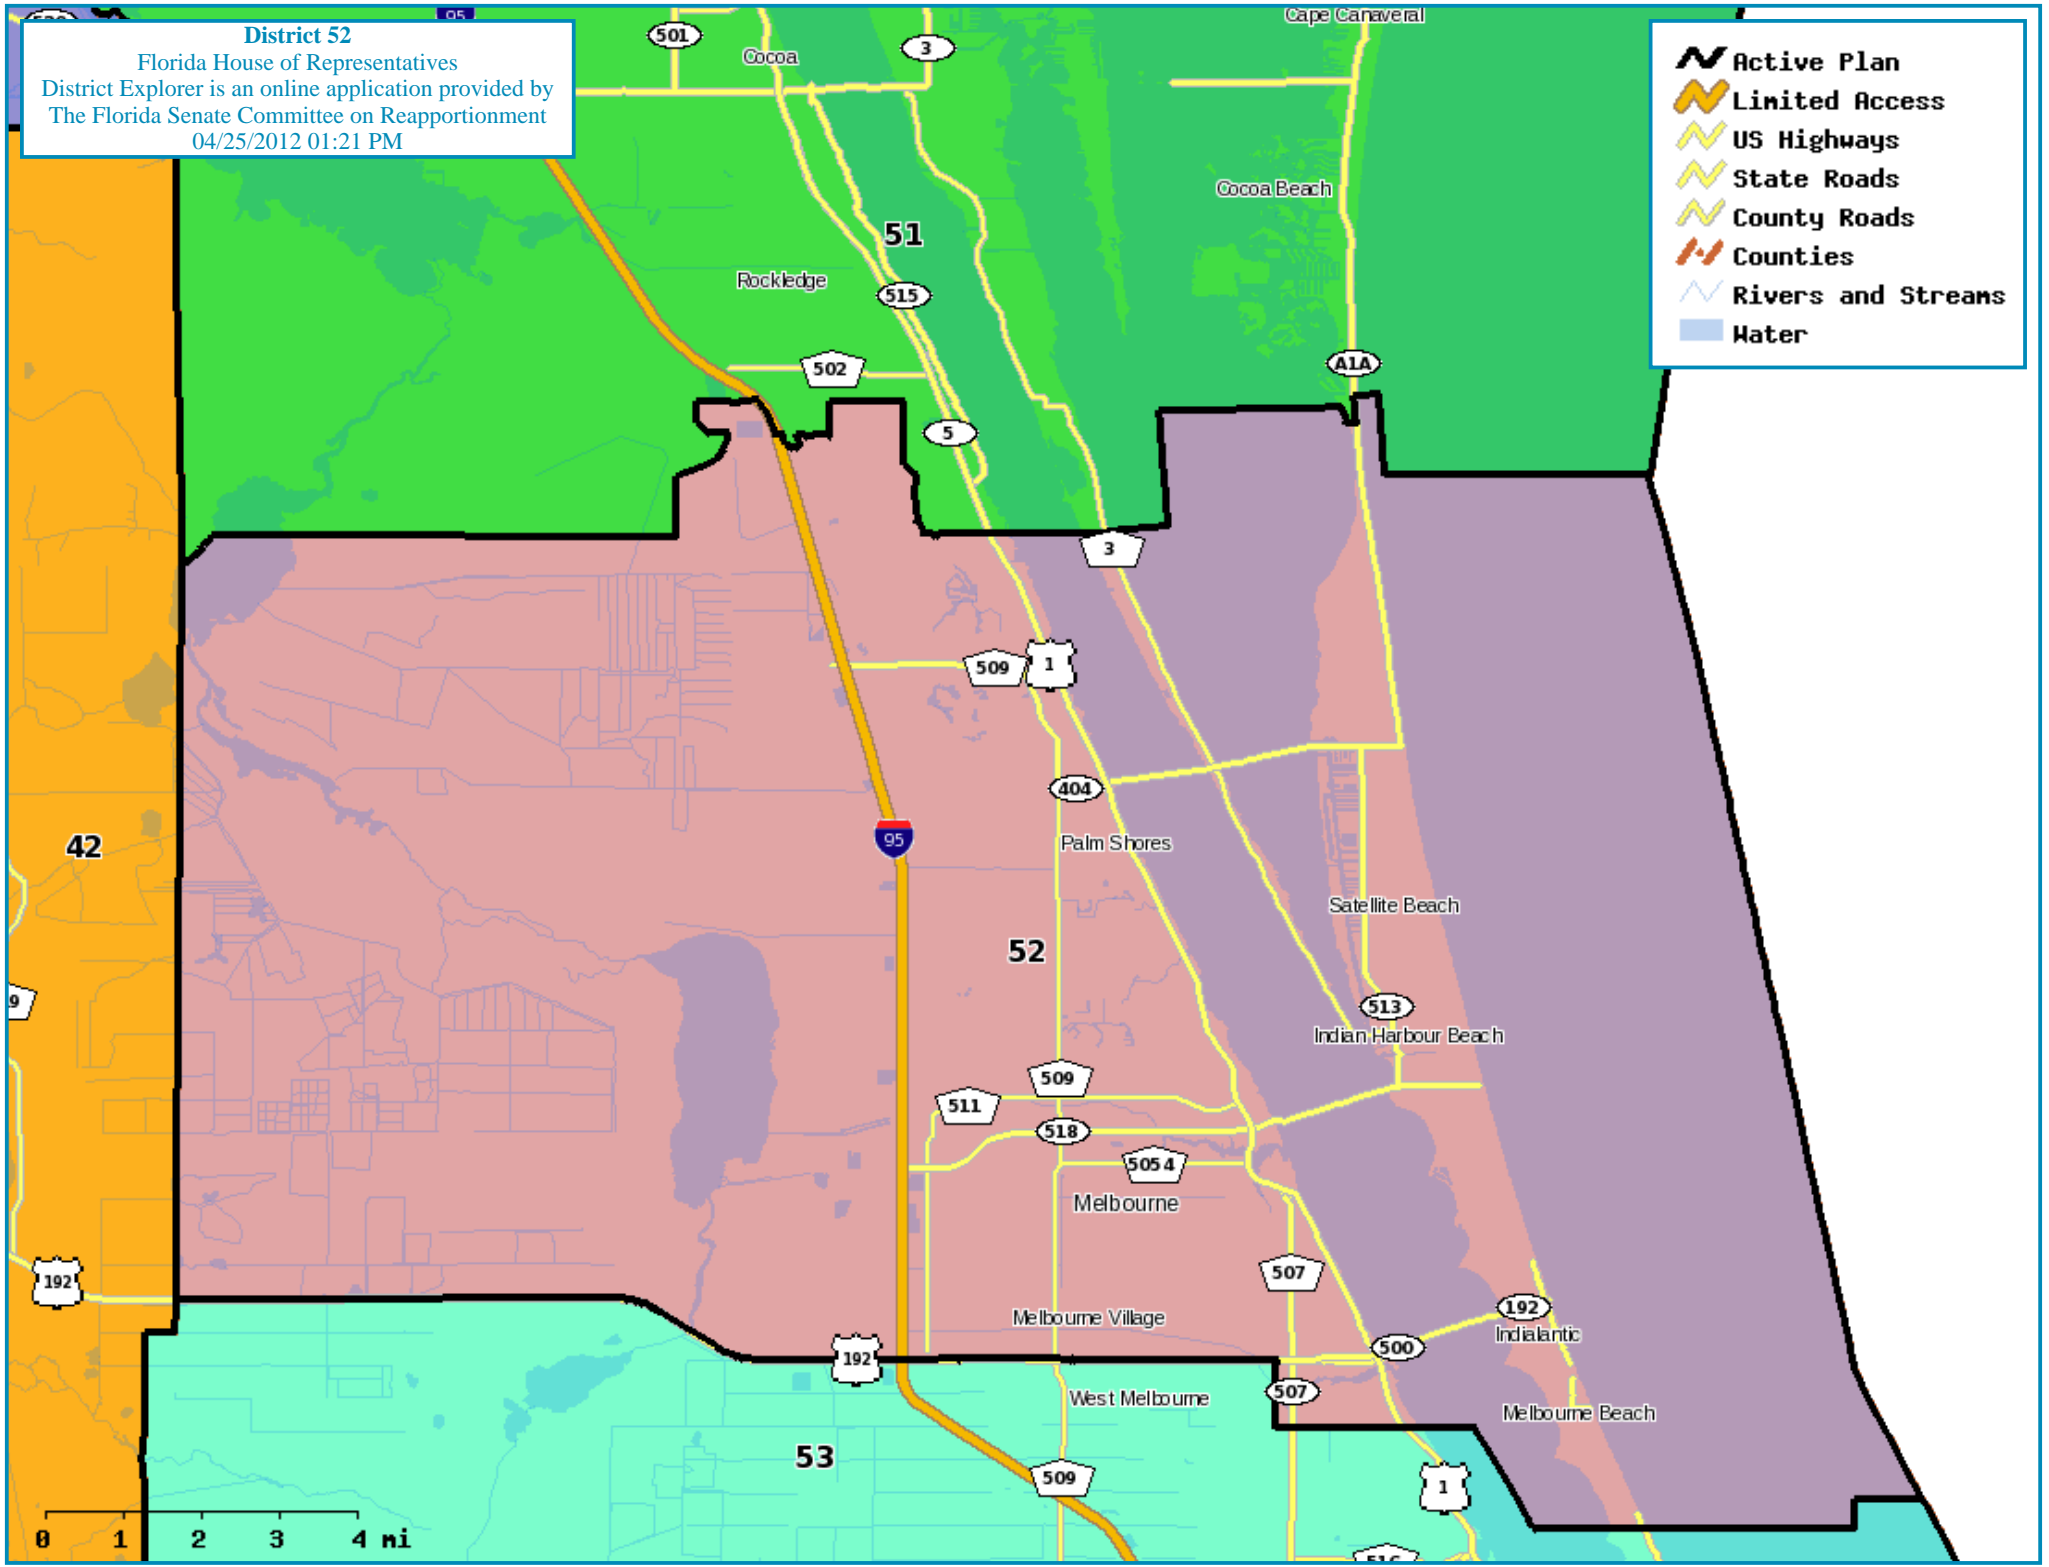 District 52
Florida House of Representatives
District Explorer is an online application provided by
The Florida Senate Committee on Reapportionment
04/25/2012 01:21 PM
Active Plan
Limited Access
US Highways
State Roads
County Roads
Counties
Rivers and Streams
Water
95
501
3
Cape Canaveral
Cocoa
Cocoa Beach
51
Rockledge
515
502
A1A
5
3
509
1
404
42
95
Palm Shores
Satellite Beach
52
9
513
Indian Harbour Beach
509
511
518
5054
Melbourne
192
507
Melbourne Village
192
Indialantic
500
192
507
West Melbourne
Melbourne Beach
53
509
1
0 1 2 3 4 mi
516